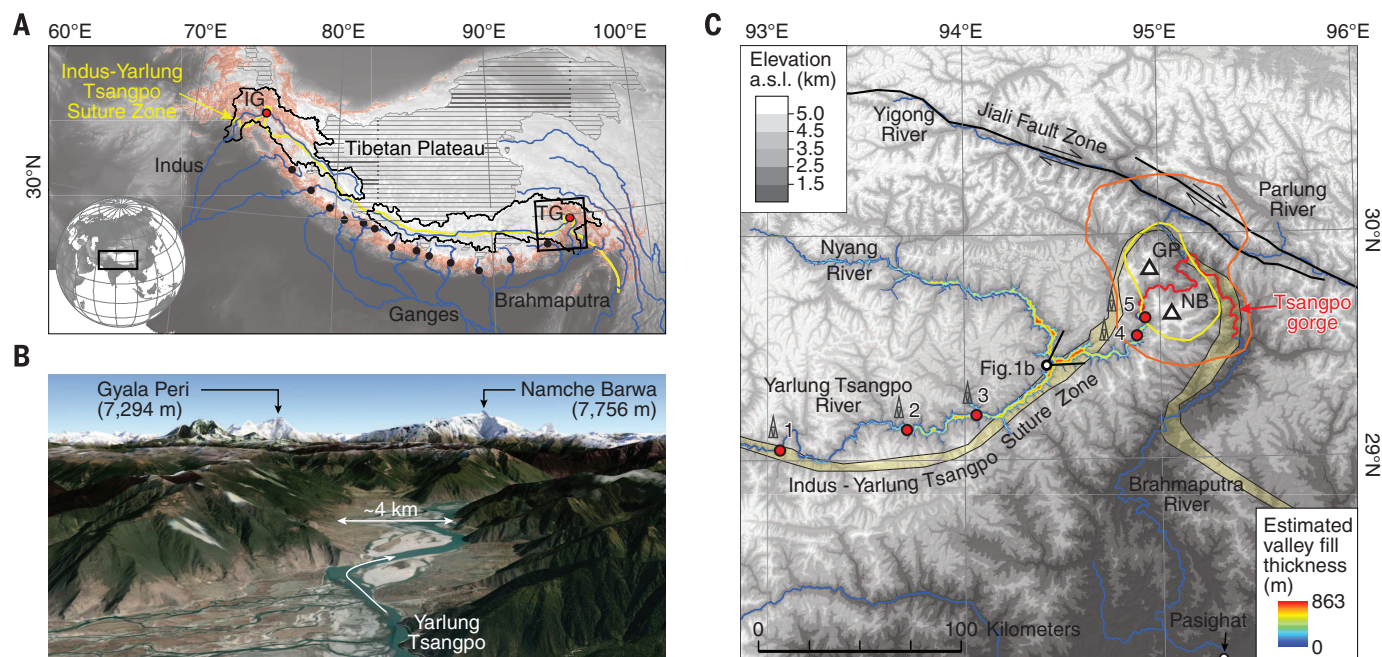 A
60°E
70°E
80°E
90°E
100°E
30°N
Indus-Yarlung
Tsangpo
Suture Zone
IG
Indus
Tibetan Plateau
TG
Brahmaputra
Ganges
B
Gyala Peri
(7,294 m)
Namche Barwa
(7,756 m)
~4 km
Yarlung
Tsangpo
C
93°E
94°E
95°E
96°E
Elevation
a.s.l. (km)
5.0
4.5
3.5
2.5
1.5
Yigong
River
Jiali Fault Zone
Parlung
River
30°N
Nyang
River
GP
NB
5
4
Tsangpo
gorge
Fig.1b
Yarlung Tsangpo
River
3
2
1
Indus - Yarlung Tsangpo Suture Zone
29°N
Brahmaputra
River
Estimated
valley fill
thickness
(m)
863
0
Pasighat
0
100 Kilometers